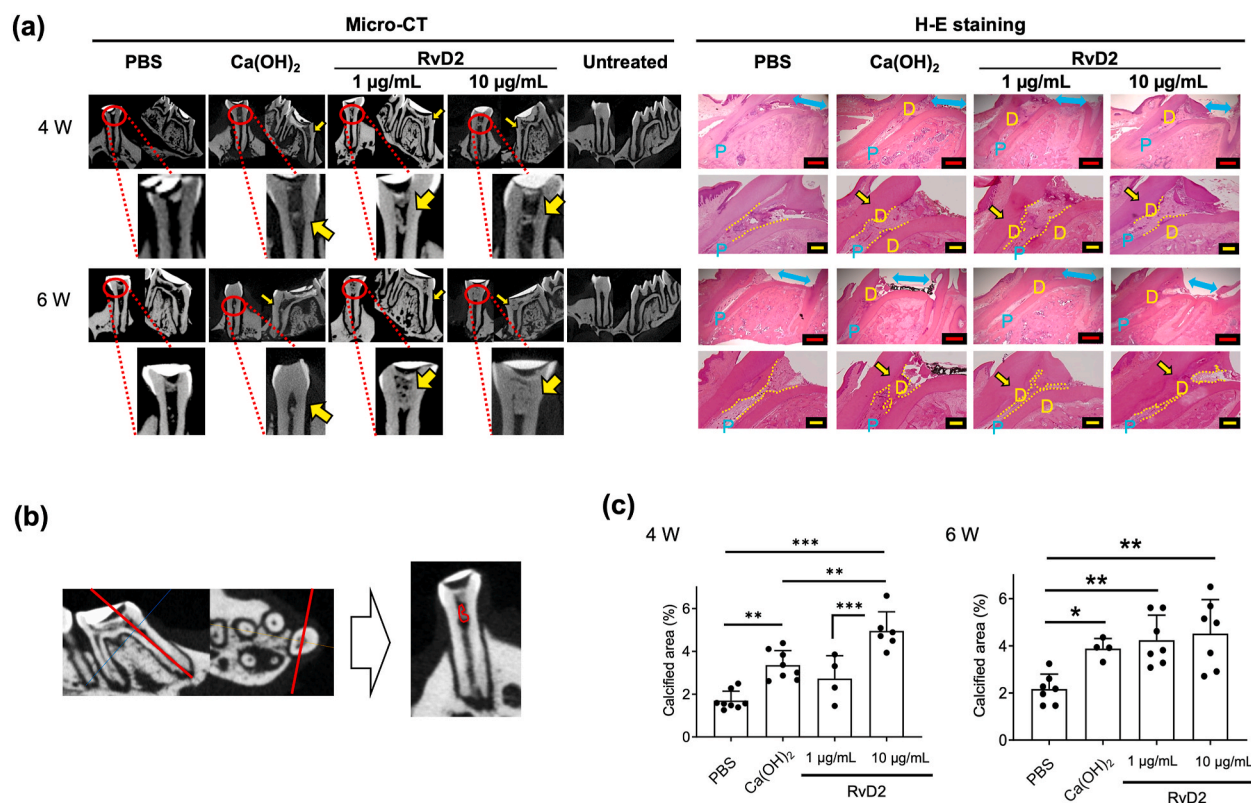 (a)
Micro-CT
H-E staining
PBS Ca(OH)₂ RvD2 Untreated
1 µg/mL 10 µg/mL
PBS Ca(OH)₂ RvD2
1 µg/mL 10 µg/mL
4 W
P D P D P D P
D P D D P D D P D P
6 W
P D P D P D P
P D P D D P D P
(b)
(c)
4 W
6 W
Calcified area (%)
6
4
2
0
*** ** ** ***
PBS Ca(OH)₂ 1 µg/mL 10 µg/mL
RvD2
Calcified area (%)
6
4
2
0
** ** *
PBS Ca(OH)₂ 1 µg/mL 10 µg/mL
RvD2